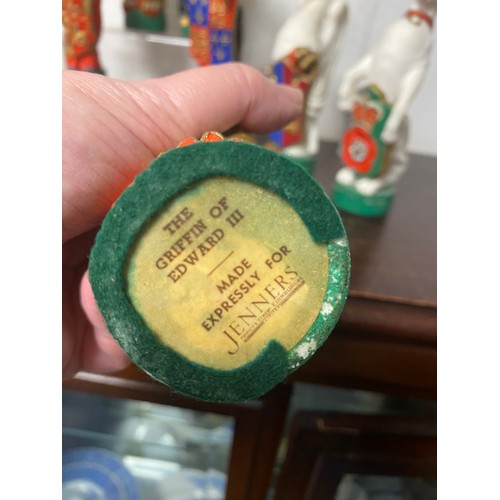 THE
GRIFFIN OF
EDWARD III
MADE
EXPRESSLY FOR
JENNERS